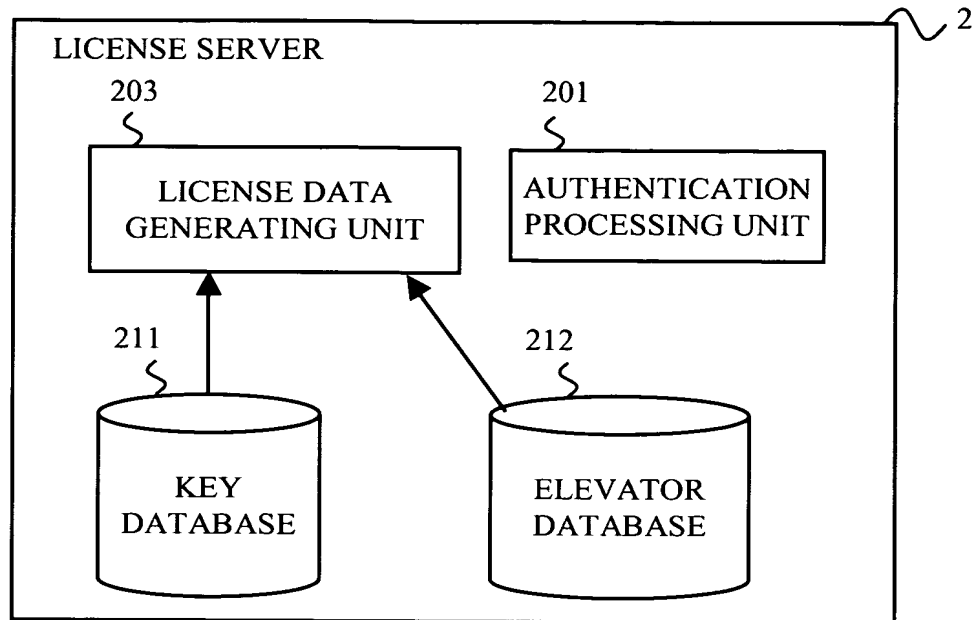 2
LICENSE SERVER
203
201
LICENSE DATA
GENERATING UNIT
AUTHENTICATION
PROCESSING UNIT
211
212
KEY
DATABASE
ELEVATOR
DATABASE